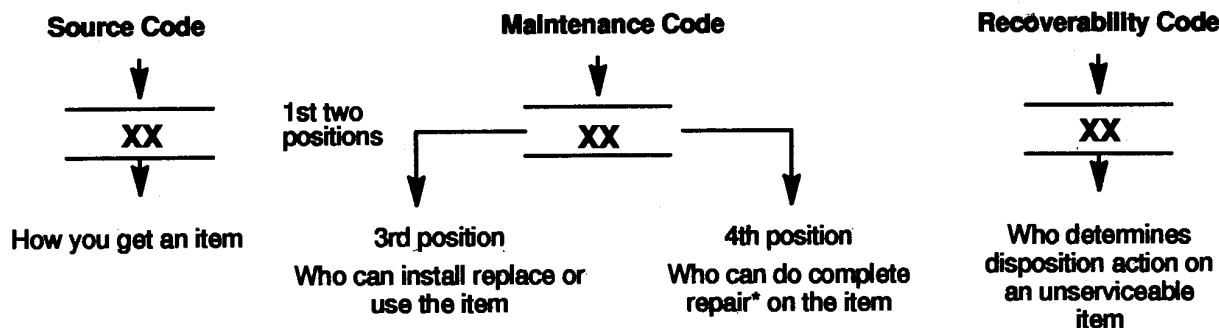 Source Code
Maintenance Code
Recoverability Code
XX
1st two
positions
XX
XX
How you get an item
3rd position
Who can install replace or
use the item
4th position
Who can do complete
repair* on the item
Who determines
disposition action on
an unserviceable
item